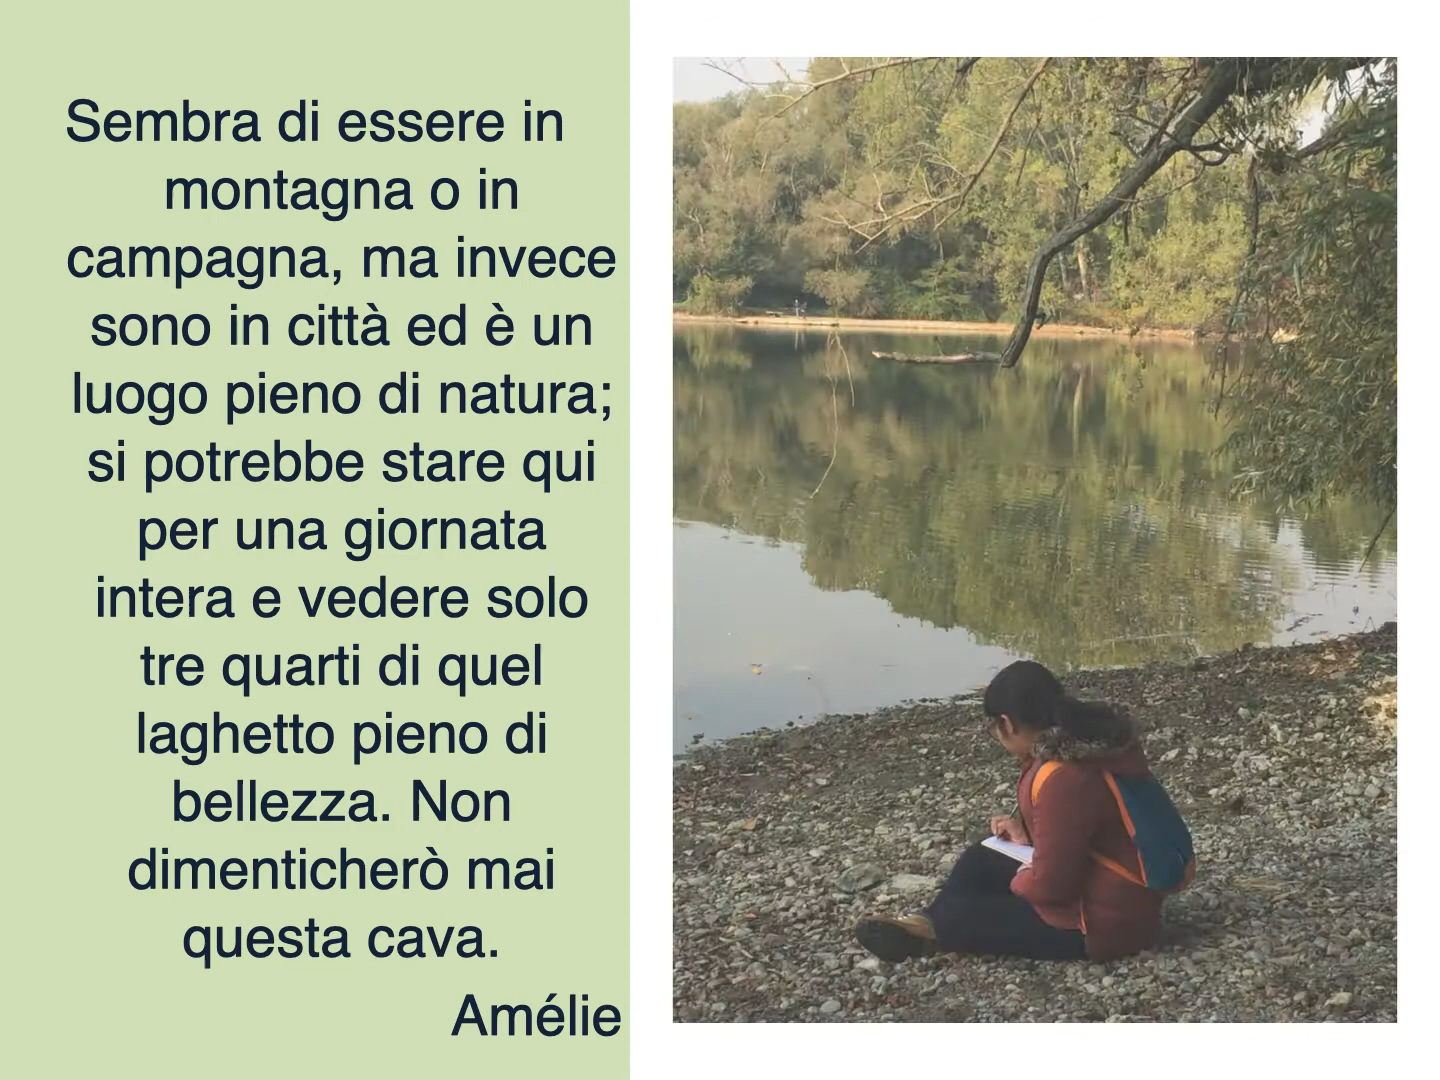 Sembra di essere in
montagna o in
campagna, ma invece
sono in città ed è un
luogo pieno di natura;
si potrebbe stare qui
per una giornata
intera e vedere solo
tre quarti di quel
laghetto pieno di
bellezza. Non
dimenticherò mai
questa cava.
Amélie